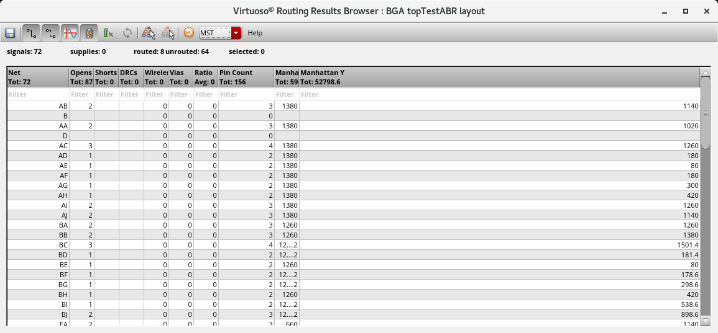 Virtuoso® Routing Results Browser : BGA topTestABR layout
MST Help
signals: 72 supplies: 0 routed: 8 unrouted: 64 selected: 0
Net Opens Shorts DRCs Wirele Vias Ratio Pin Count Manha Manhattan Y
Tot: 72 Tot: 87 Tot: 0 Tot: 0 Tot: 0 Tot: 0 Avg: 0 Tot: 156 Tot: 59 Tot: 52798.6
Filter Filter Filter Filter Filter Filter Filter Filter Filter Filter
AB 2 0 0 0 3 1380 1140
B 0 0 0 0
AA 2 0 0 0 3 1380 1020
D 0 0 0 0
AC 3 0 0 0 4 1380 1260
AD 1 0 0 0 2 1380 180
AE 1 0 0 0 2 1380 80
AF 1 0 0 0 2 1380 180
AG 1 0 0 0 2 1380 300
AH 1 0 0 0 2 1380 420
AI 2 0 0 0 3 1380 1260
AJ 2 0 0 0 3 1380 1140
BA 2 0 0 0 3 1260 1260
BB 2 0 0 0 3 1260 1380
BC 3 0 0 0 4 12....2 1501.4
BD 1 0 0 0 2 12....2 181.4
BE 1 0 0 0 2 1260 80
BF 1 0 0 0 2 12....2 178.6
BG 1 0 0 0 2 12....2 298.6
BH 1 0 0 0 2 1260 420
BI 1 0 0 0 2 12....2 538.6
BJ 2 0 0 0 3 12....2 898.6
EA 2 0 0 0 3 660 1140